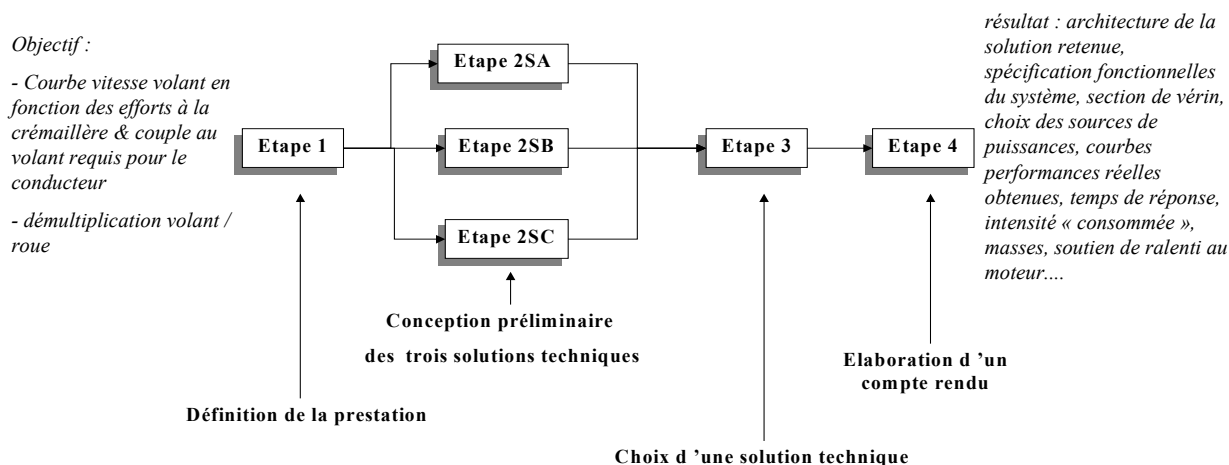 Objectif :
- Courbe vitesse volant en
fonction des efforts à la
crémaillère & couple au
volant requis pour le
conducteur
- démultiplication volant /
roue
Etape 1
Etape 2SA
Etape 2SB
Etape 2SC
Etape 3
Etape 4
résultat : architecture de la
solution retenue,
spécification fonctionnelles
du système, section de vérin,
choix des sources de
puissances, courbes
performances réelles
obtenues, temps de réponse,
intensité « consommée »,
masses, soutien de ralenti au
moteur....
Conception préliminaire
des trois solutions techniques
Elaboration d ’un
compte rendu
Définition de la prestation
Choix d ’une solution technique